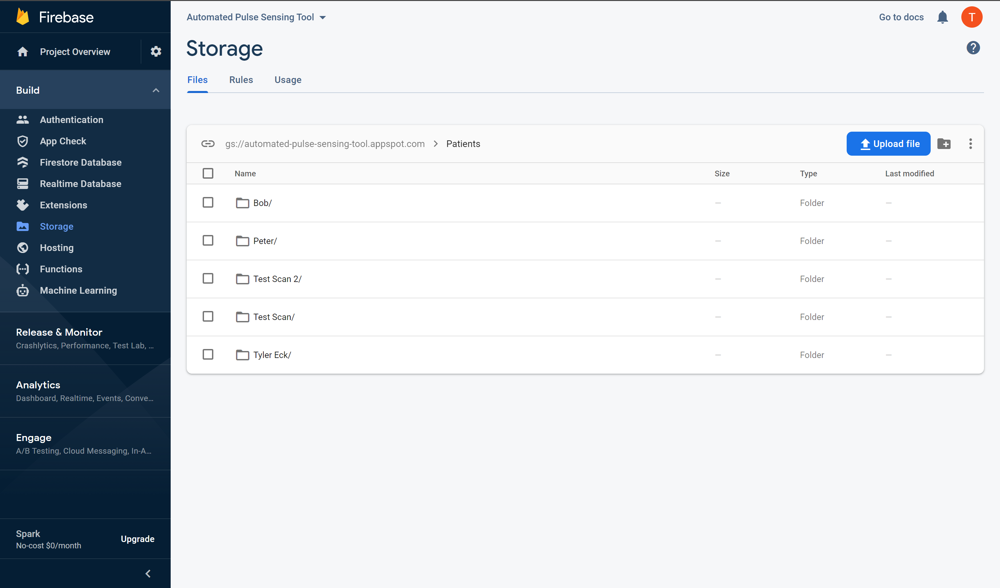 Firebase
Project Overview
Build
Authentication
App Check
Firestore Database
Realtime Database
Extensions
Storage
Hosting
Functions
Machine Learning
Release & Monitor
Crashlytics, Performance, Test Lab, ...
Analytics
Dashboard, Realtime, Events, Conve...
Engage
A/B Testing, Cloud Messaging, In-A...
Spark
No-cost $0/month
Upgrade
Automated Pulse Sensing Tool
Go to docs
T
Storage
?
Files Rules Usage
gs://automated-pulse-sensing-tool.appspot.com > Patients
Upload file
Name Size Type Last modified
Bob/ — Folder —
Peter/ — Folder —
Test Scan 2/ — Folder —
Test Scan/ — Folder —
Tyler Eck/ — Folder —